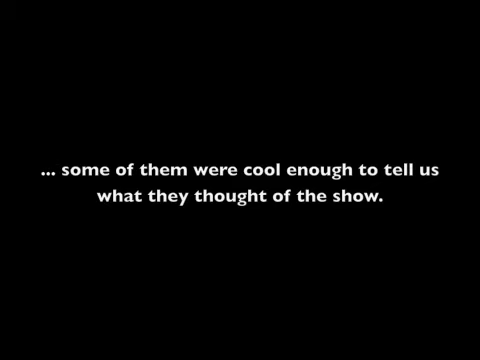 ... some of them were cool enough to tell us
what they thought of the show.